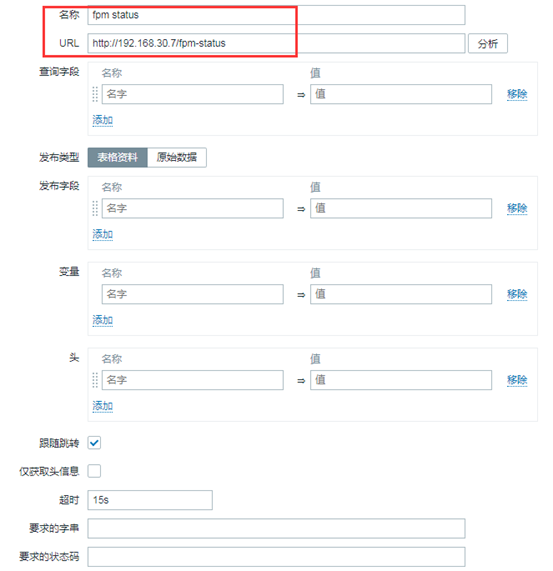 名称 fpm status
URL http://192.168.30.7/fpm-status 分析
查询字段 名称 值
名字 ⇒ 值 移除
添加
发布类型 表格资料 原始数据
发布字段 名称 值
名字 ⇒ 值 移除
添加
变量 名称 值
名字 ⇒ 值 移除
添加
头 名称 值
名字 ⇒ 值 移除
添加
跟随跳转
仅获取头信息
超时 15s
要求的字串
要求的状态码